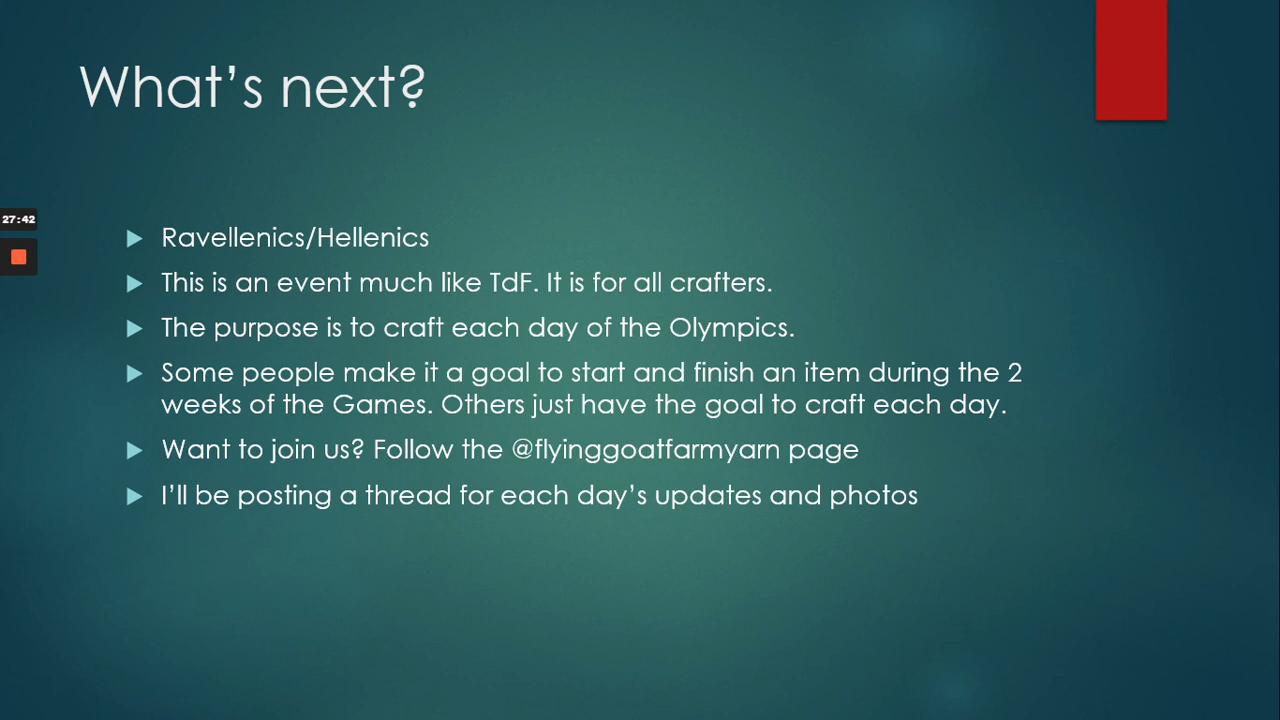 What's next?
27:42
Ravellenics/Hellenics
This is an event much like TdF. It is for all crafters.
The purpose is to craft each day of the Olympics.
Some people make it a goal to start and finish an item during the 2
weeks of the Games. Others just have the goal to craft each day.
Want to join us? Follow the @flyinggoatfarmyarn page
I'll be posting a thread for each day's updates and photos